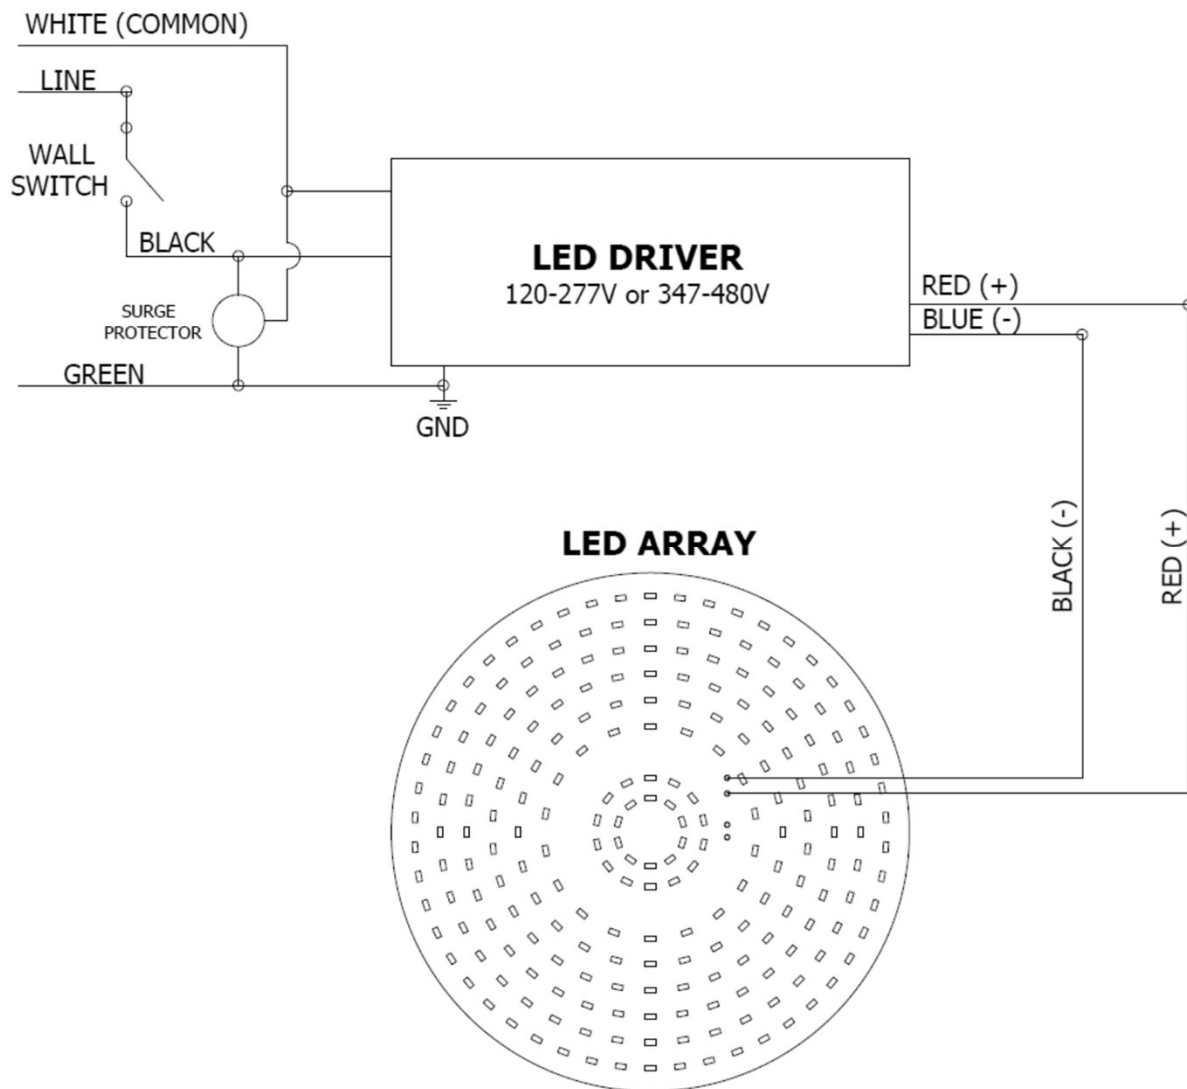 WHITE (COMMON)
LINE
WALL
SWITCH
BLACK
SURGE
PROTECTOR
GREEN
GND
LED DRIVER
120-277V or 347-480V
RED (+)
BLUE (-)
BLACK (-)
RED (+)
LED ARRAY